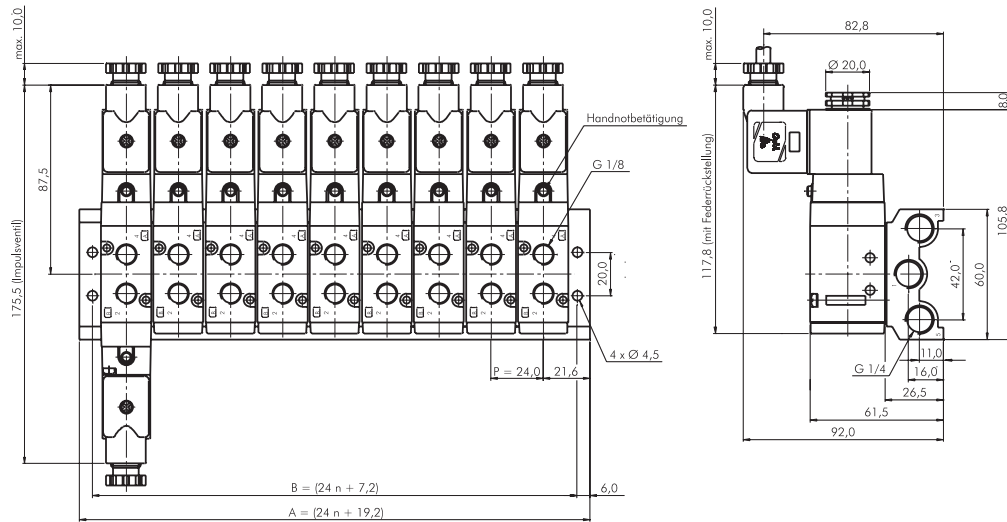 max. 10,0
87,5
175,5 (Impulsventil)
Handnotbetätigung
G 1/8
20,0
4 x Ø 4,5
P = 24,0
21,6
B = (24 n + 7,2)
6,0
A = (24 n + 19,2)
max. 10,0
82,8
Ø 20,0
8,0
117,8 (mit Federrückstellung)
105,8
42,0
60,0
3
1
5
G 1/4
11,0
16,0
26,5
61,5
92,0